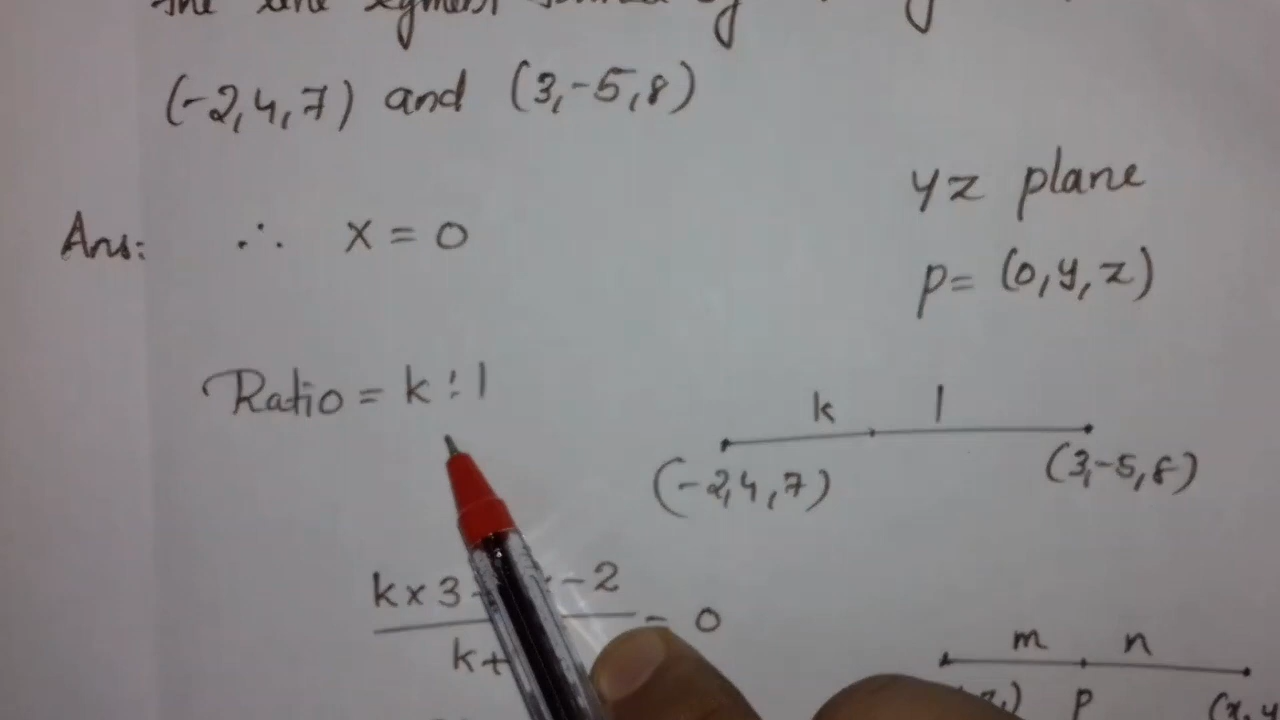 (-2,4,7) and (3,-5,8)
yz plane
Ans: ∴ x = 0
p= (0,y,z)
Ratio = k:1
k 1
(-2,4,7) (3,-5,8)
k×3 -2
= 0
k+
m n
P